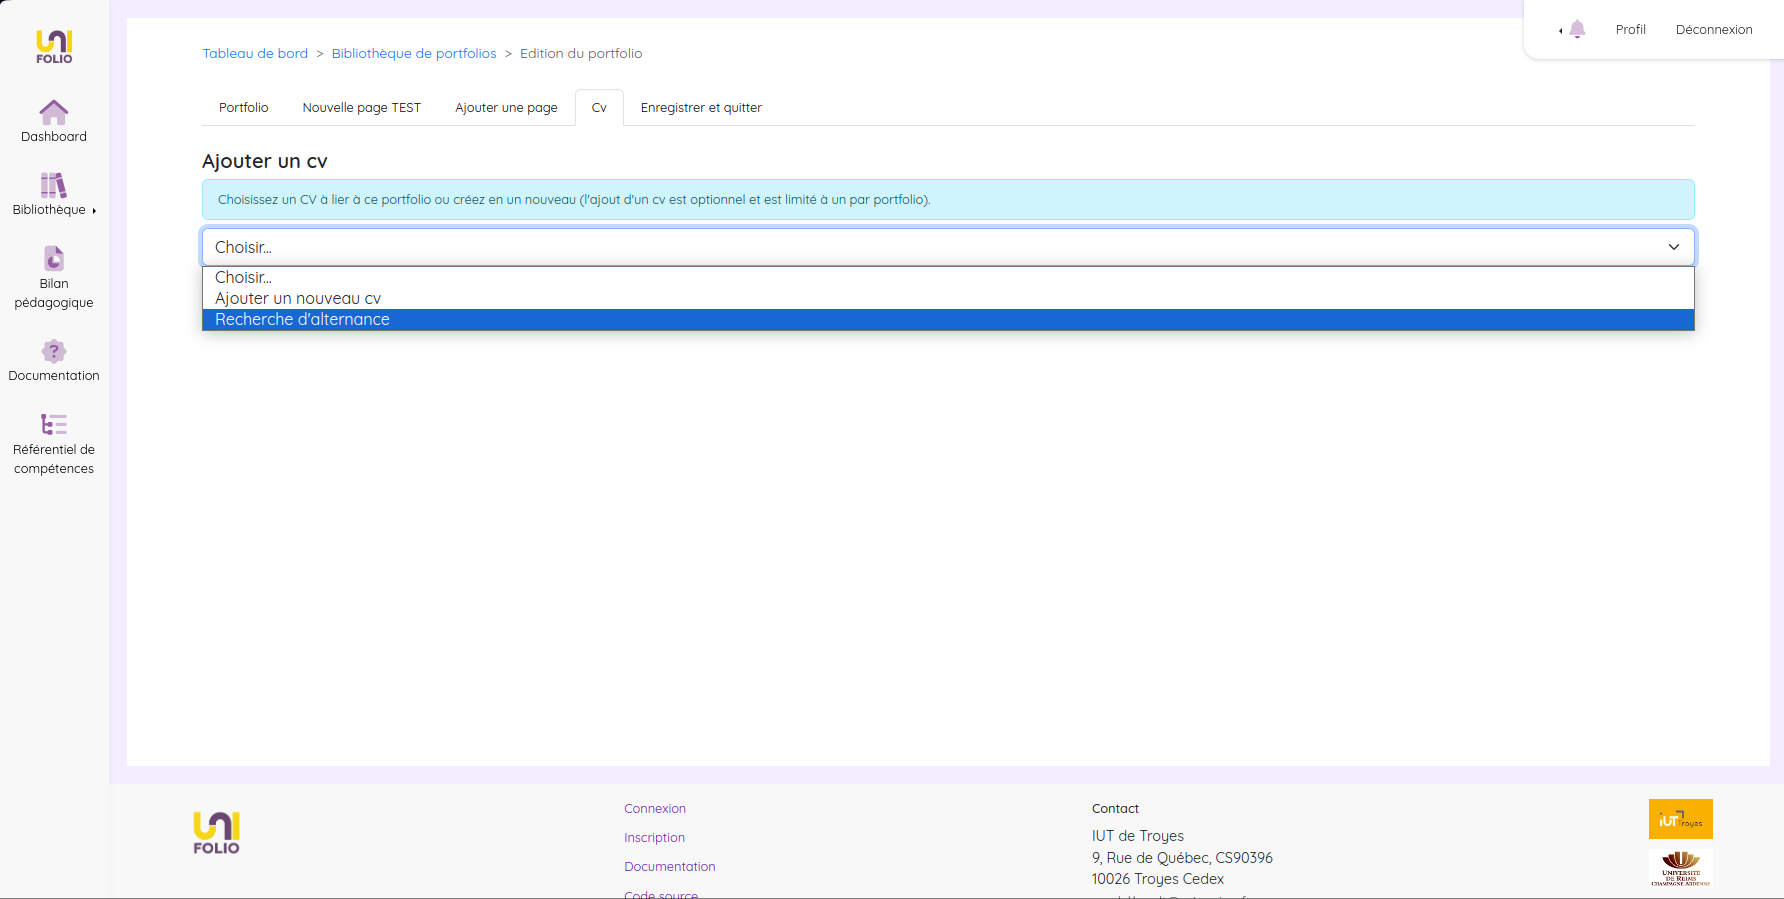 UNI
FOLIO
Dashboard
Bibliothèque
Bilan
pédagogique
?
Documentation
Référentiel de
compétences
Profil
Déconnexion
Tableau de bord > Bibliothèque de portfolios > Edition du portfolio
Portfolio
Nouvelle page TEST
Ajouter une page
Cv
Enregistrer et quitter
Ajouter un cv
Choisissez un CV à lier à ce portfolio ou créez en un nouveau (l'ajout d'un cv est optionnel et est limité à un par portfolio).
Choisir...
Choisir...
Ajouter un nouveau cv
Recherche d'alternance
UNI
FOLIO
Connexion
Inscription
Documentation
Code source
Contact
IUT de Troyes
9, Rue de Québec, CS90396
10026 Troyes Cedex
iUT Troyes
UNIVERSITÉ
DE REIMS
CHAMPAGNE-ARDENNE